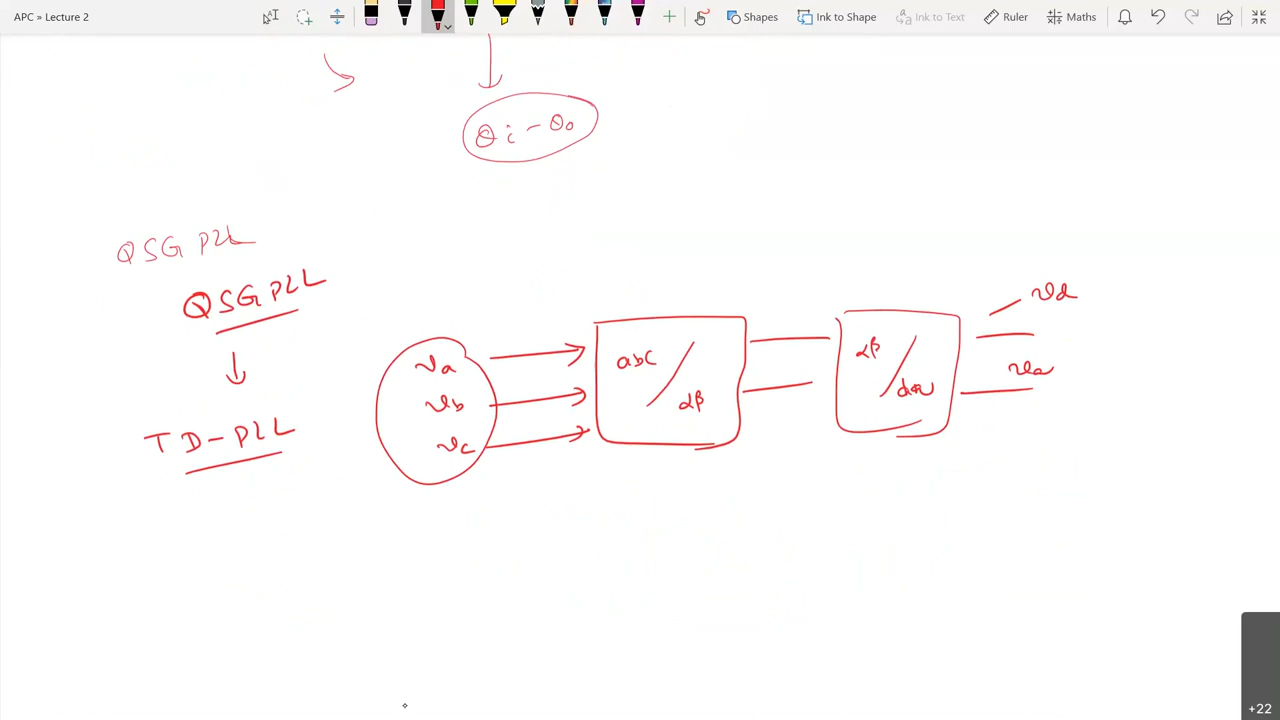 APC » Lecture 2
Shapes
Ink to Shape
Ink to Text
Ruler
Maths
θi - θo
QSG PLL
QSG PLL
TD-PLL
va
vb
vc
abc / αβ
αβ / dq
vd
vq
+22